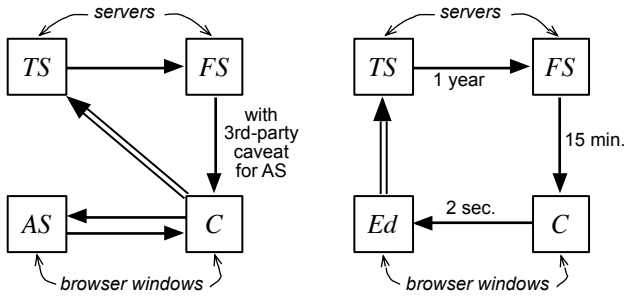 servers
TS
FS
with
3rd-party
caveat
for AS
AS
C
browser windows
servers
TS
1 year
FS
15 min.
Ed
2 sec.
C
browser windows